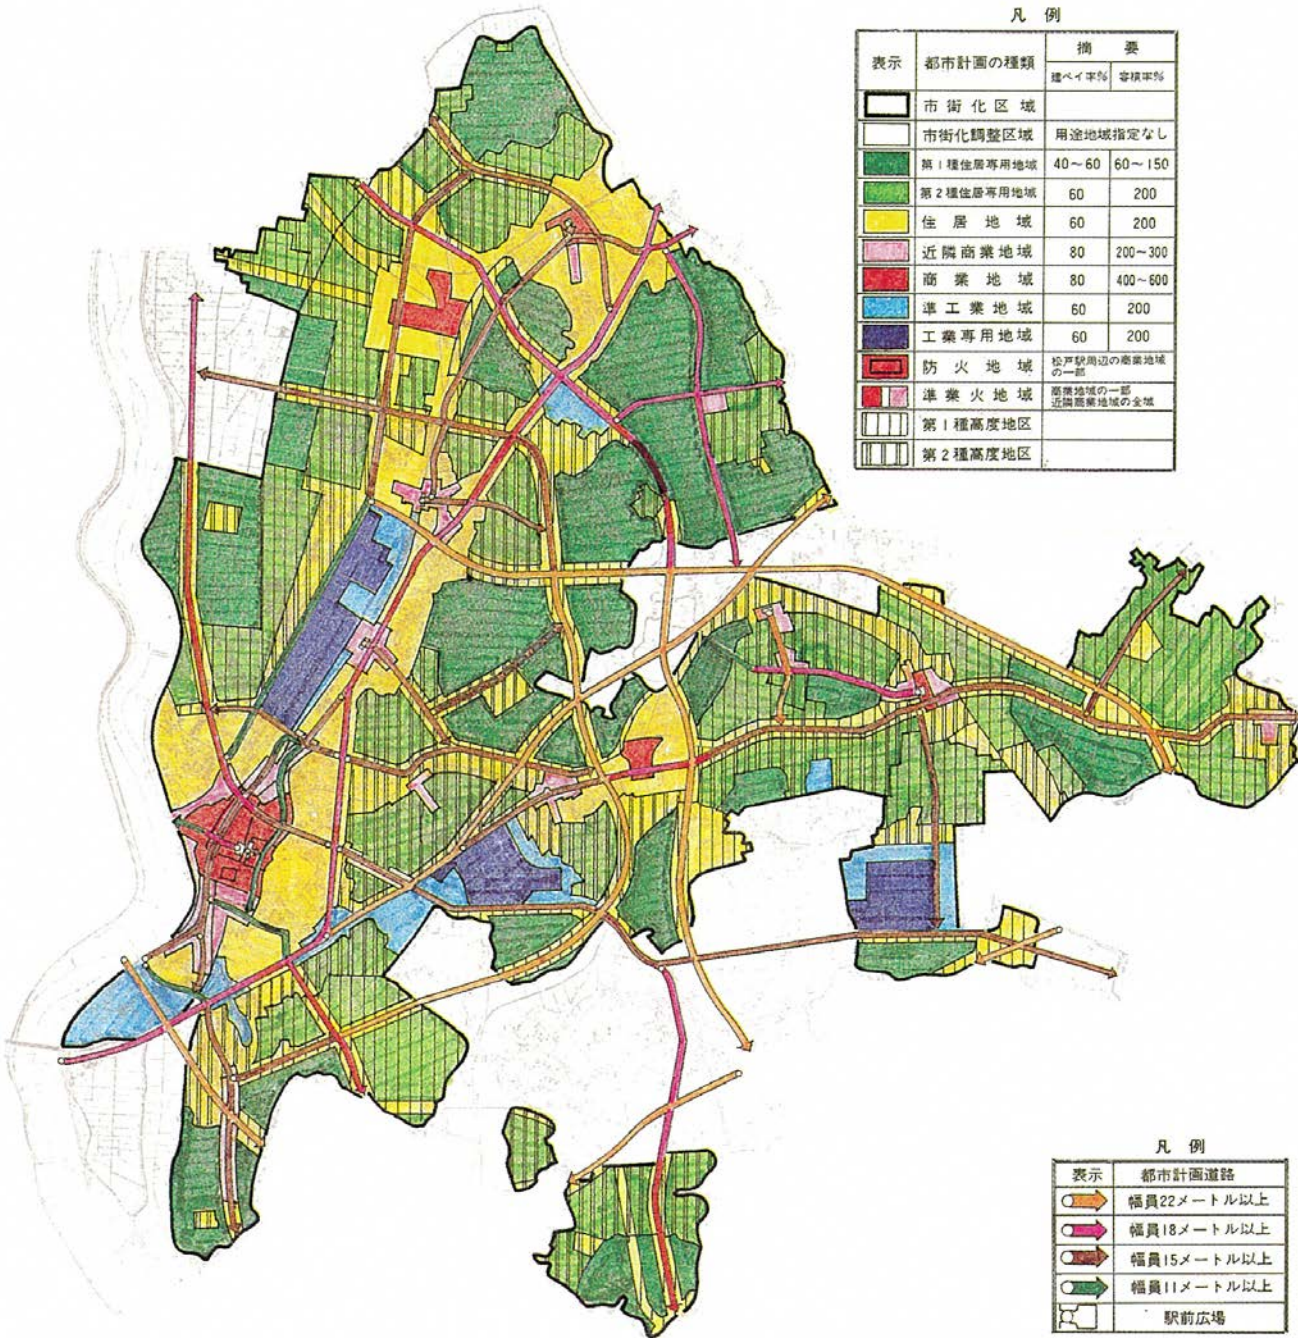 凡 例
表示 都市計画の種類 摘 要
建ペイ率% 容積率%
市街化区域
市街化調整区域 用途地域指定なし
第1種住居専用地域 40～60 60～150
第2種住居専用地域 60 200
住居地域 60 200
近隣商業地域 80 200～300
商業地域 80 400～600
準工業地域 60 200
工業専用地域 60 200
防火地域 松戸駅周辺の商業地域
の一部
準業火地域 商業地域の一部
近隣商業地域の全域
第1種高度地区
第2種高度地区
凡 例
表示 都市計画道路
幅員22メートル以上
幅員18メートル以上
幅員15メートル以上
幅員11メートル以上
駅前広場